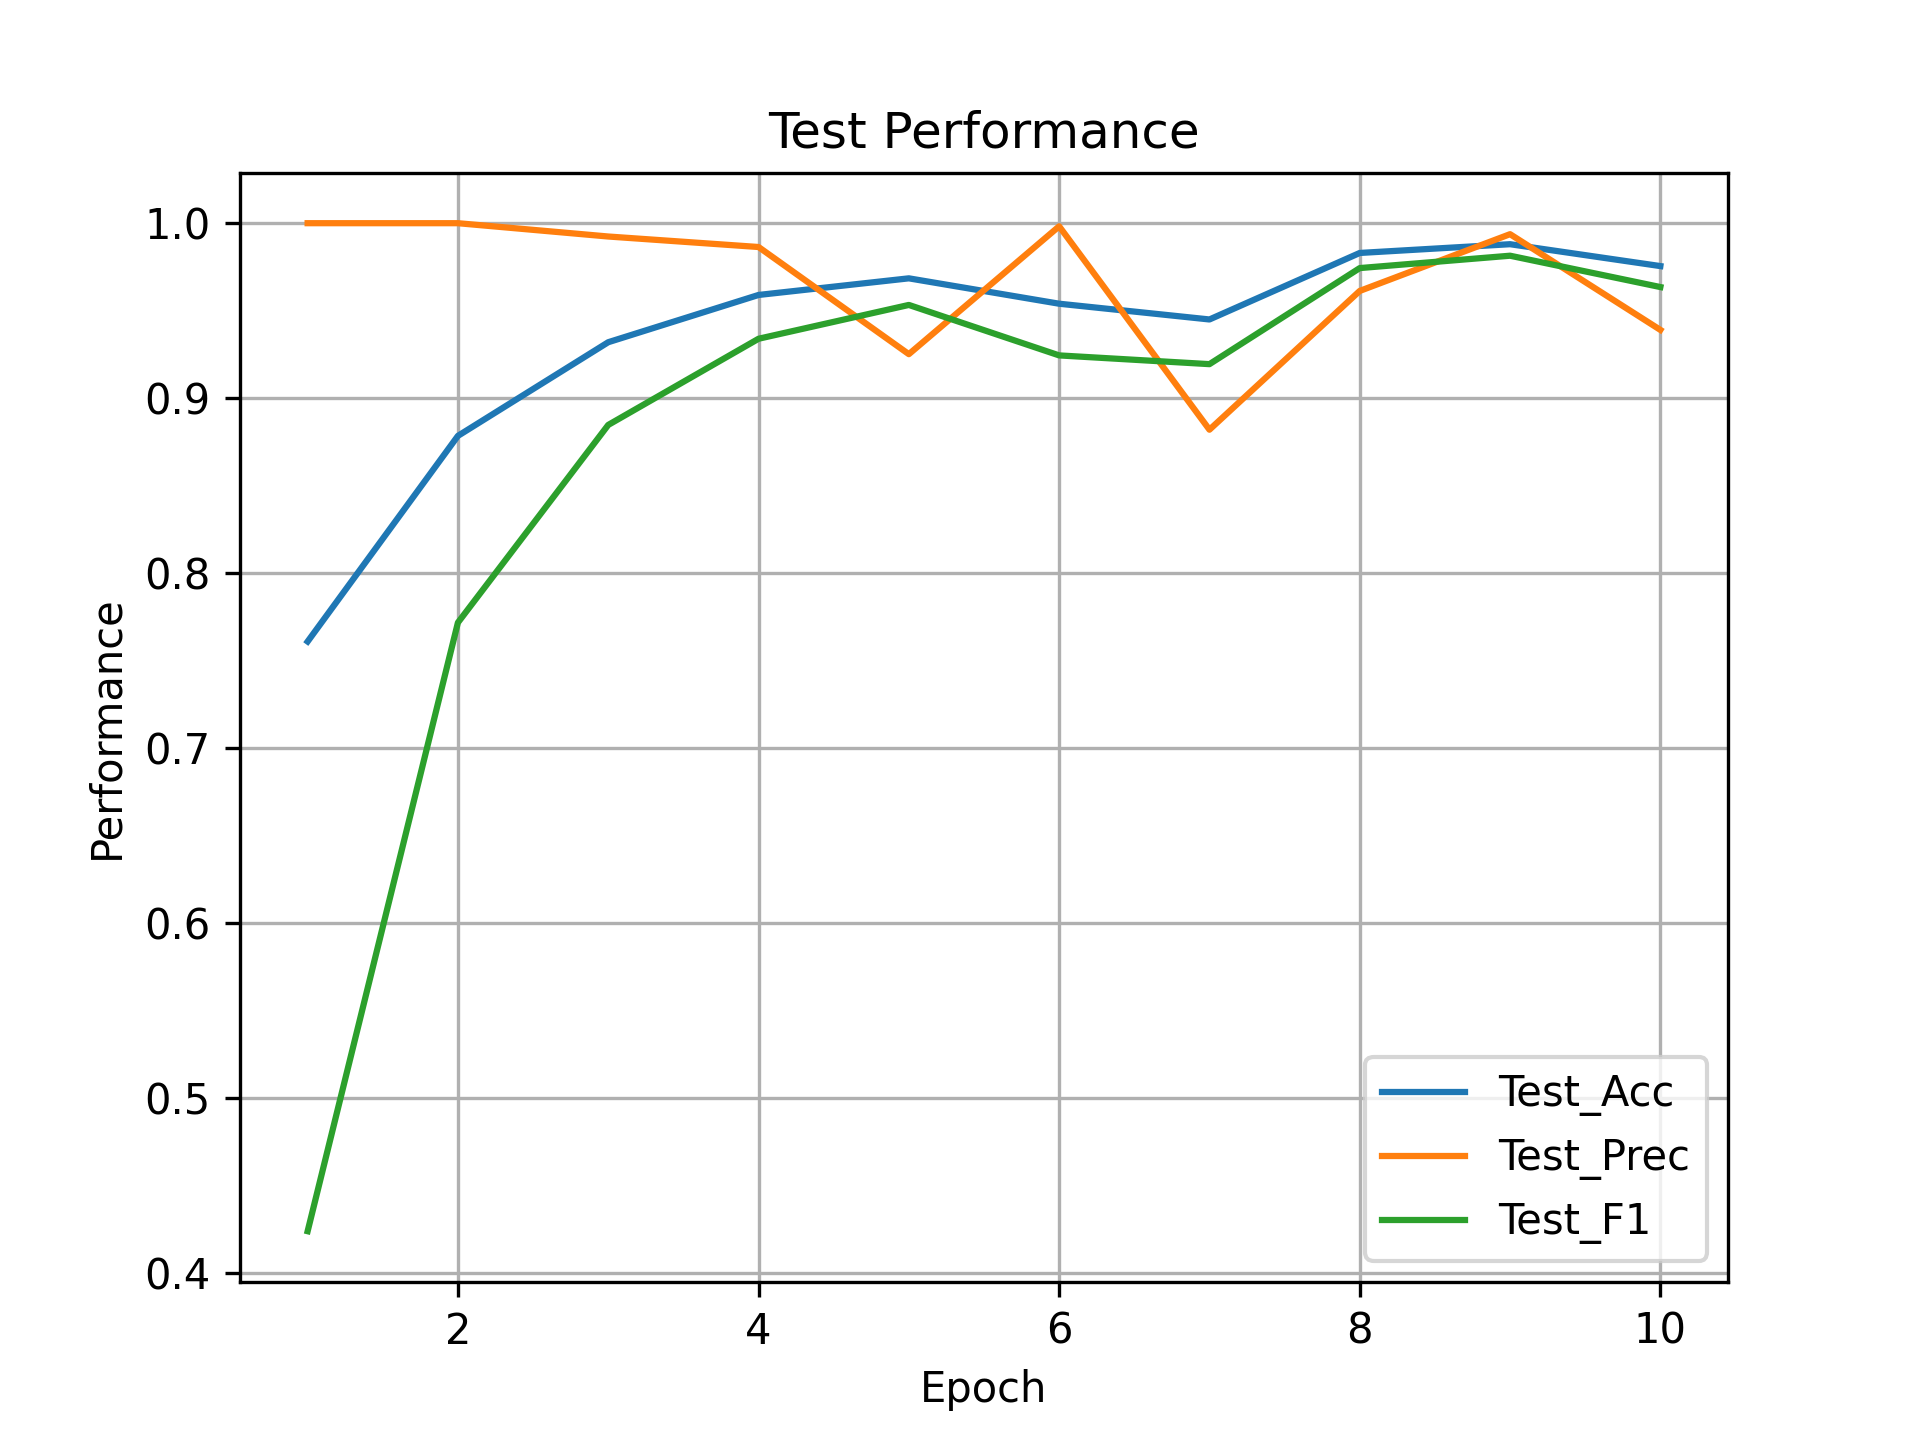 Test Performance
1.0
0.9
0.8
0.7
0.6
0.5
0.4
Performance
Test_Acc
Test_Prec
Test_F1
2 4 6 8 10
Epoch